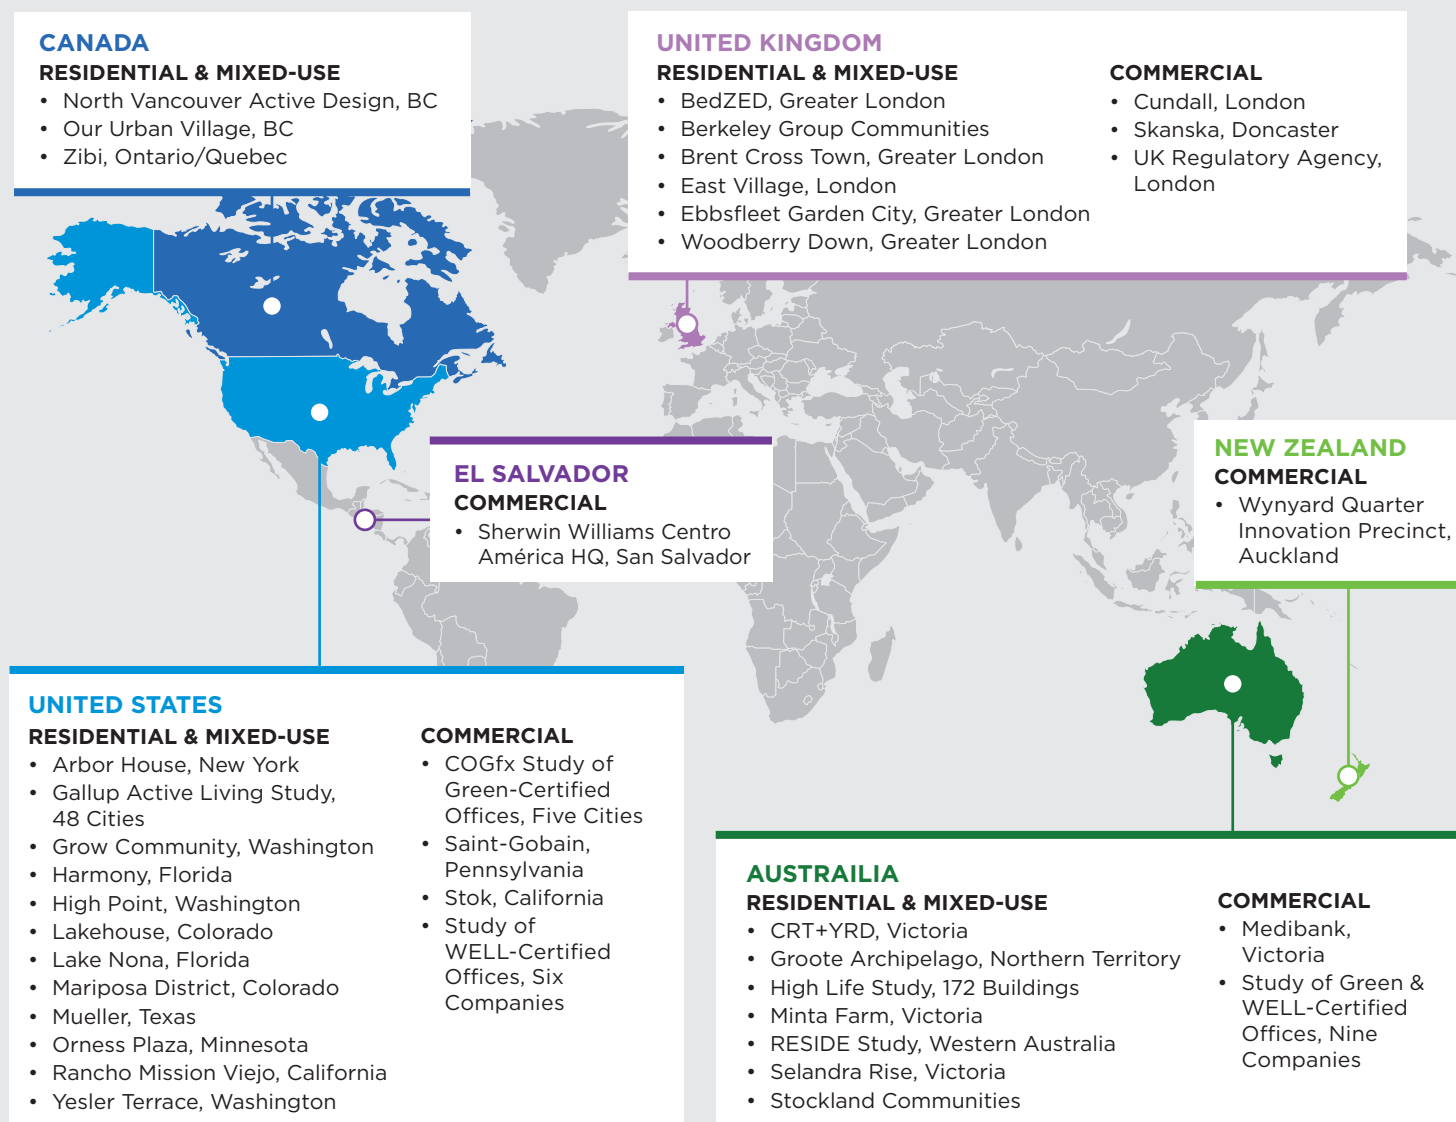 CANADA
RESIDENTIAL & MIXED-USE
• North Vancouver Active Design, BC
• Our Urban Village, BC
• Zibi, Ontario/Quebec
UNITED KINGDOM
RESIDENTIAL & MIXED-USE
• BedZED, Greater London
• Berkeley Group Communities
• Brent Cross Town, Greater London
• East Village, London
• Ebbsfleet Garden City, Greater London
• Woodberry Down, Greater London
COMMERCIAL
• Cundall, London
• Skanska, Doncaster
• UK Regulatory Agency,
London
EL SALVADOR
COMMERCIAL
• Sherwin Williams Centro
América HQ, San Salvador
NEW ZEALAND
COMMERCIAL
• Wynyard Quarter
Innovation Precinct,
Auckland
UNITED STATES
RESIDENTIAL & MIXED-USE
• Arbor House, New York
• Gallup Active Living Study,
48 Cities
• Grow Community, Washington
• Harmony, Florida
• High Point, Washington
• Lakehouse, Colorado
• Lake Nona, Florida
• Mariposa District, Colorado
• Mueller, Texas
• Orness Plaza, Minnesota
• Rancho Mission Viejo, California
• Yesler Terrace, Washington
COMMERCIAL
• COGfx Study of
Green-Certified
Offices, Five Cities
• Saint-Gobain,
Pennsylvania
• Stok, California
• Study of
WELL-Certified
Offices, Six
Companies
AUSTRAILIA
RESIDENTIAL & MIXED-USE
• CRT+YRD, Victoria
• Groote Archipelago, Northern Territory
• High Life Study, 172 Buildings
• Minta Farm, Victoria
• RESIDE Study, Western Australia
• Selandra Rise, Victoria
• Stockland Communities
COMMERCIAL
• Medibank,
Victoria
• Study of Green &
WELL-Certified
Offices, Nine
Companies